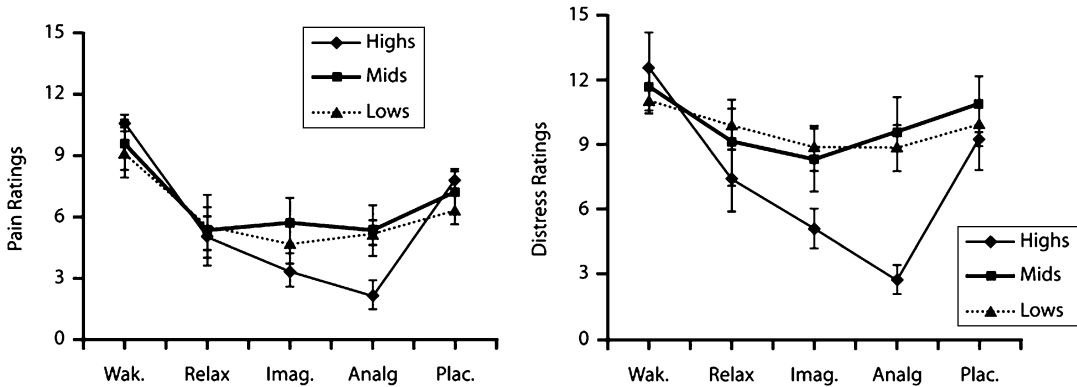 15
12
9
6
3
0
Pain Ratings
Highs
Mids
Lows
Wak. Relax Imag. Analg Plac.
15
12
9
6
3
0
Distress Ratings
Highs
Mids
Lows
Wak. Relax Imag. Analg Plac.